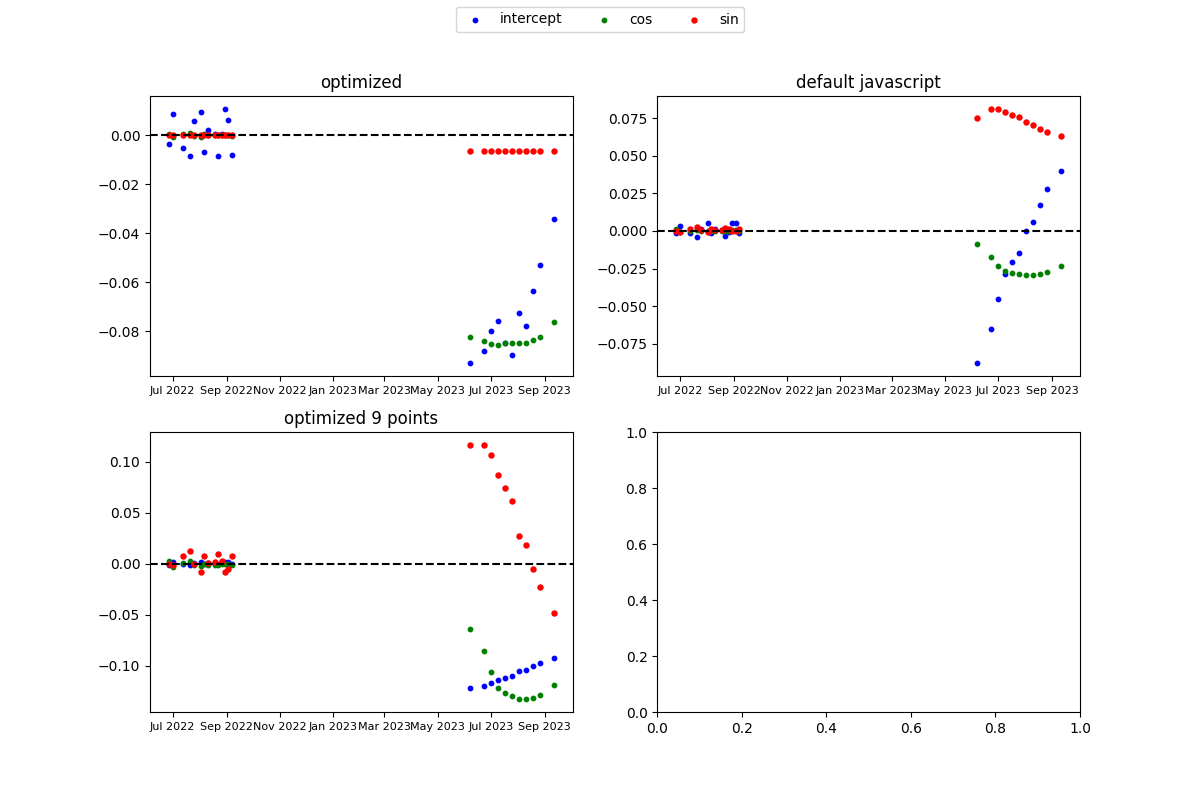 intercept cos sin
optimized
0.00
−0.02
−0.04
−0.06
−0.08
Jul 2022 Sep 2022 Nov 2022 Jan 2023 Mar 2023 May 2023 Jul 2023 Sep 2023
default javascript
0.075
0.050
0.025
0.000
−0.025
−0.050
−0.075
Jul 2022 Sep 2022 Nov 2022 Jan 2023 Mar 2023 May 2023 Jul 2023 Sep 2023
optimized 9 points
0.10
0.05
0.00
−0.05
−0.10
Jul 2022 Sep 2022 Nov 2022 Jan 2023 Mar 2023 May 2023 Jul 2023 Sep 2023
1.0
0.8
0.6
0.4
0.2
0.0
0.0 0.2 0.4 0.6 0.8 1.0